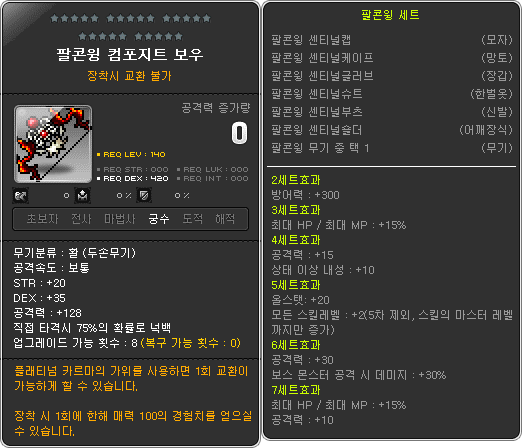 팔콘윙 컴포지트 보우
장착시 교환 불가
공격력 증가량
0
REQ LEV : 140
REQ STR : 000
REQ LUK : 000
REQ DEX : 420
REQ INT : 000
0
0 %
0 %
초보자 전사 마법사 궁수 도적 해적
무기분류 : 활 (두손무기)
공격속도 : 보통
STR : +20
DEX : +35
공격력 : +128
직접 타격시 75%의 확률로 넉백
업그레이드 가능 횟수 : 8 (복구 가능 횟수 : 0)
플래티넘 카르마의 가위를 사용하면 1회 교환이
가능하게 할 수 있습니다.
장착 시 1회에 한해 매력 100의 경험치를 얻으실
수 있습니다.
팔콘윙 세트
팔콘윙 센티널캡 (모자)
팔콘윙 센티널케이프 (망토)
팔콘윙 센티널글러브 (장갑)
팔콘윙 센티널슈트 (한벌옷)
팔콘윙 센티널부츠 (신발)
팔콘윙 센티널숄더 (어깨장식)
팔콘윙 무기 중 택 1 (무기)
2세트효과
방어력 : +300
3세트효과
최대 HP / 최대 MP : +15%
4세트효과
공격력 : +15
상태 이상 내성 : +10
5세트효과
올스탯: +20
모든 스킬레벨 : +2(5차 제외, 스킬의 마스터 레벨
까지만 증가)
6세트효과
공격력 : +30
보스 몬스터 공격 시 데미지 : +30%
7세트효과
최대 HP / 최대 MP : +15%
공격력 : +10